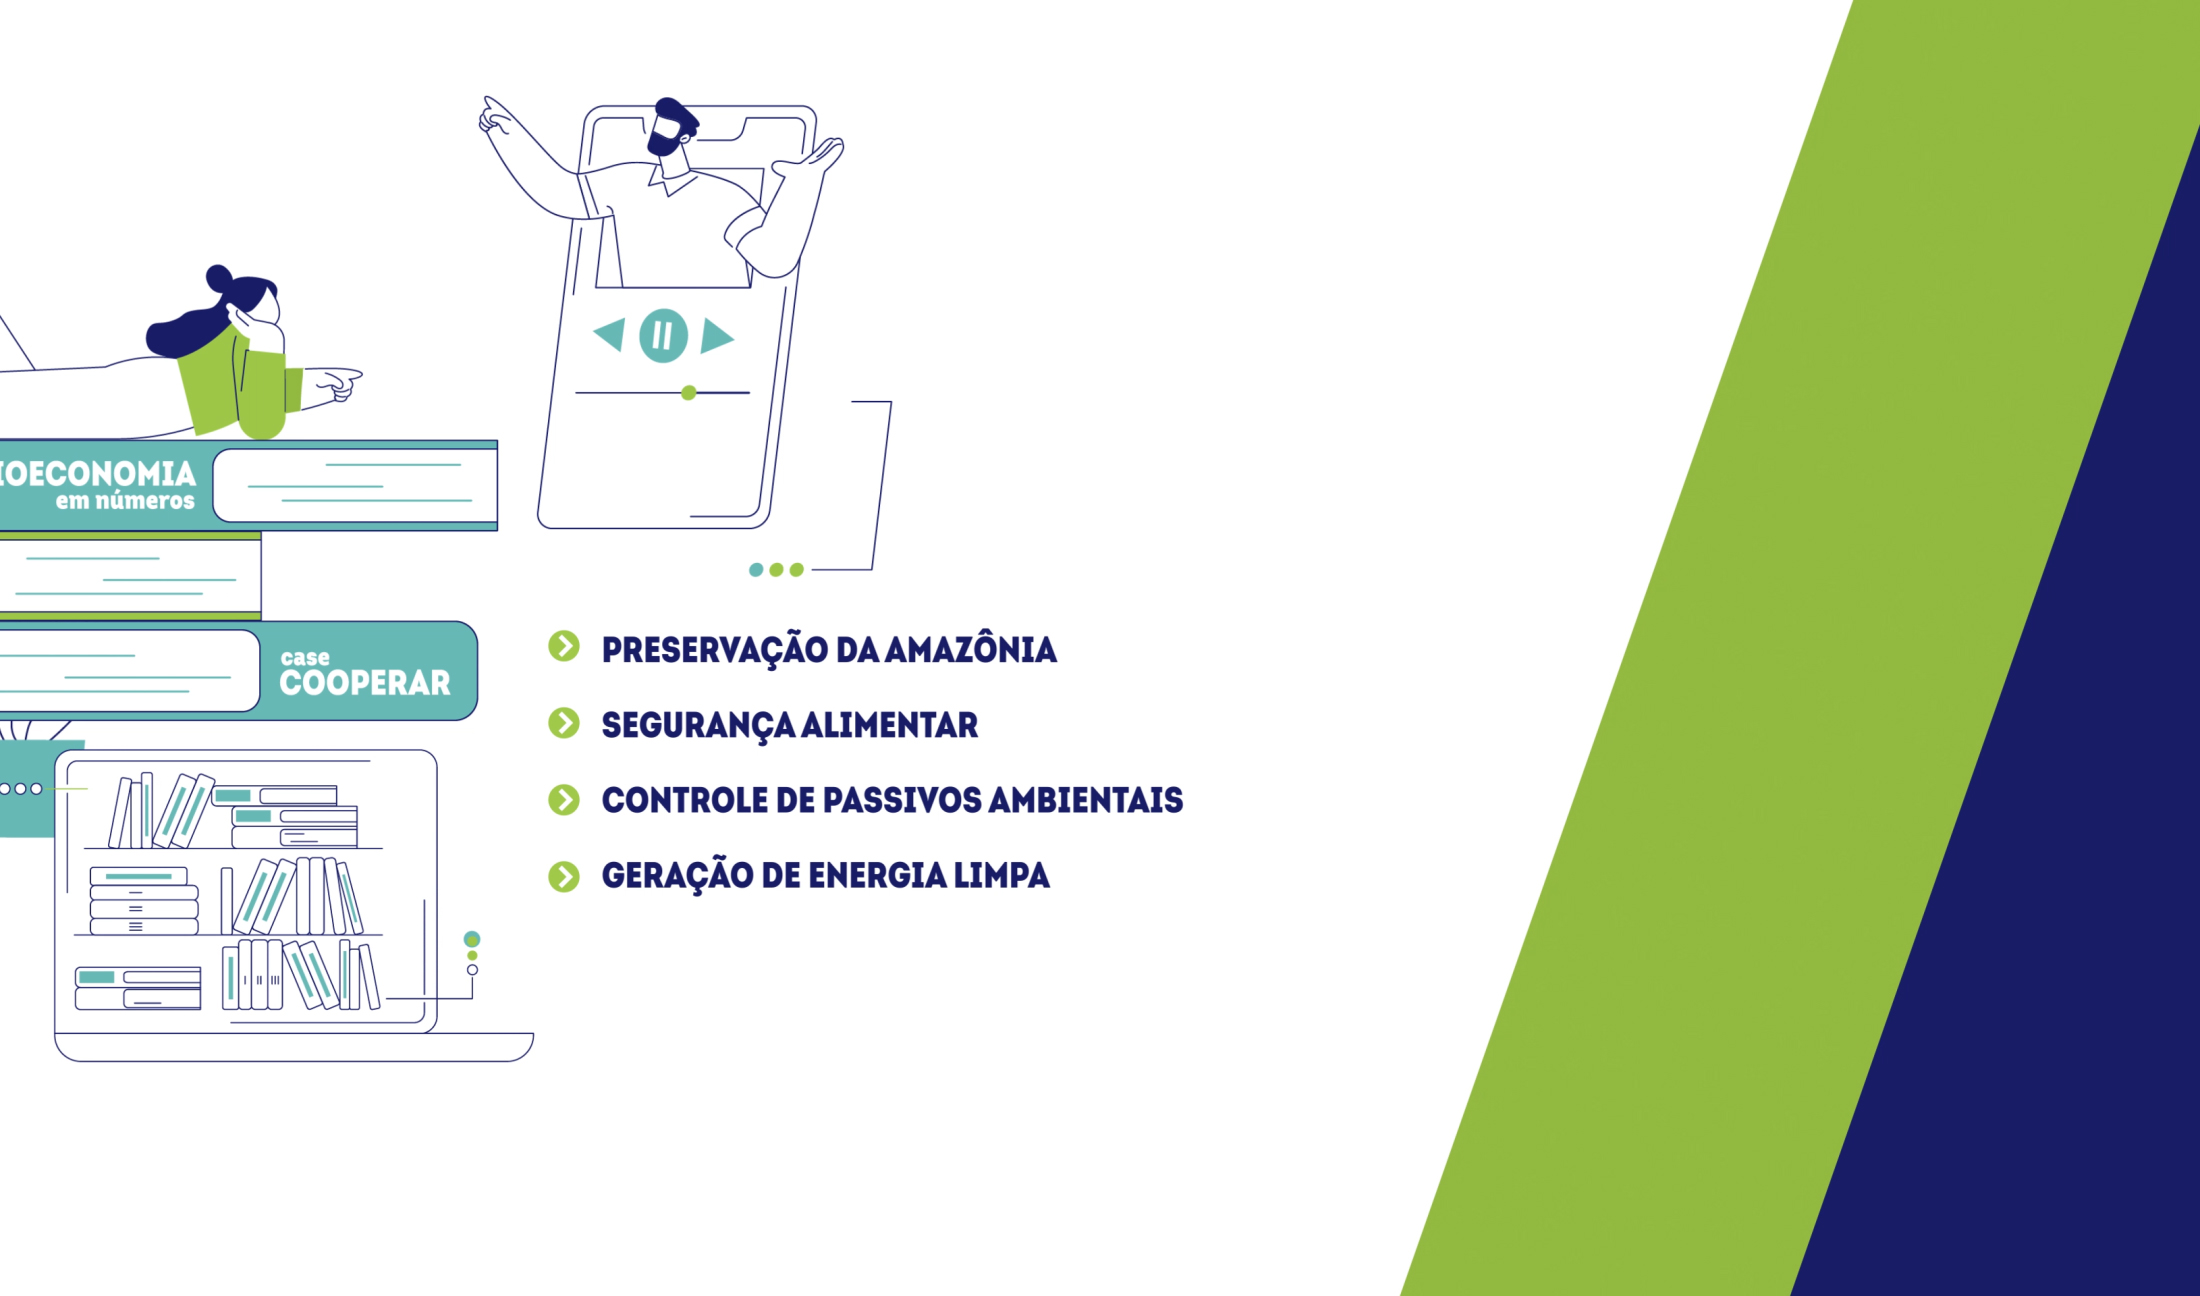 IOECONOMIA
em números
case
COOPERAR
PRESERVAÇÃO DA AMAZÔNIA
SEGURANÇA ALIMENTAR
CONTROLE DE PASSIVOS AMBIENTAIS
GERAÇÃO DE ENERGIA LIMPA